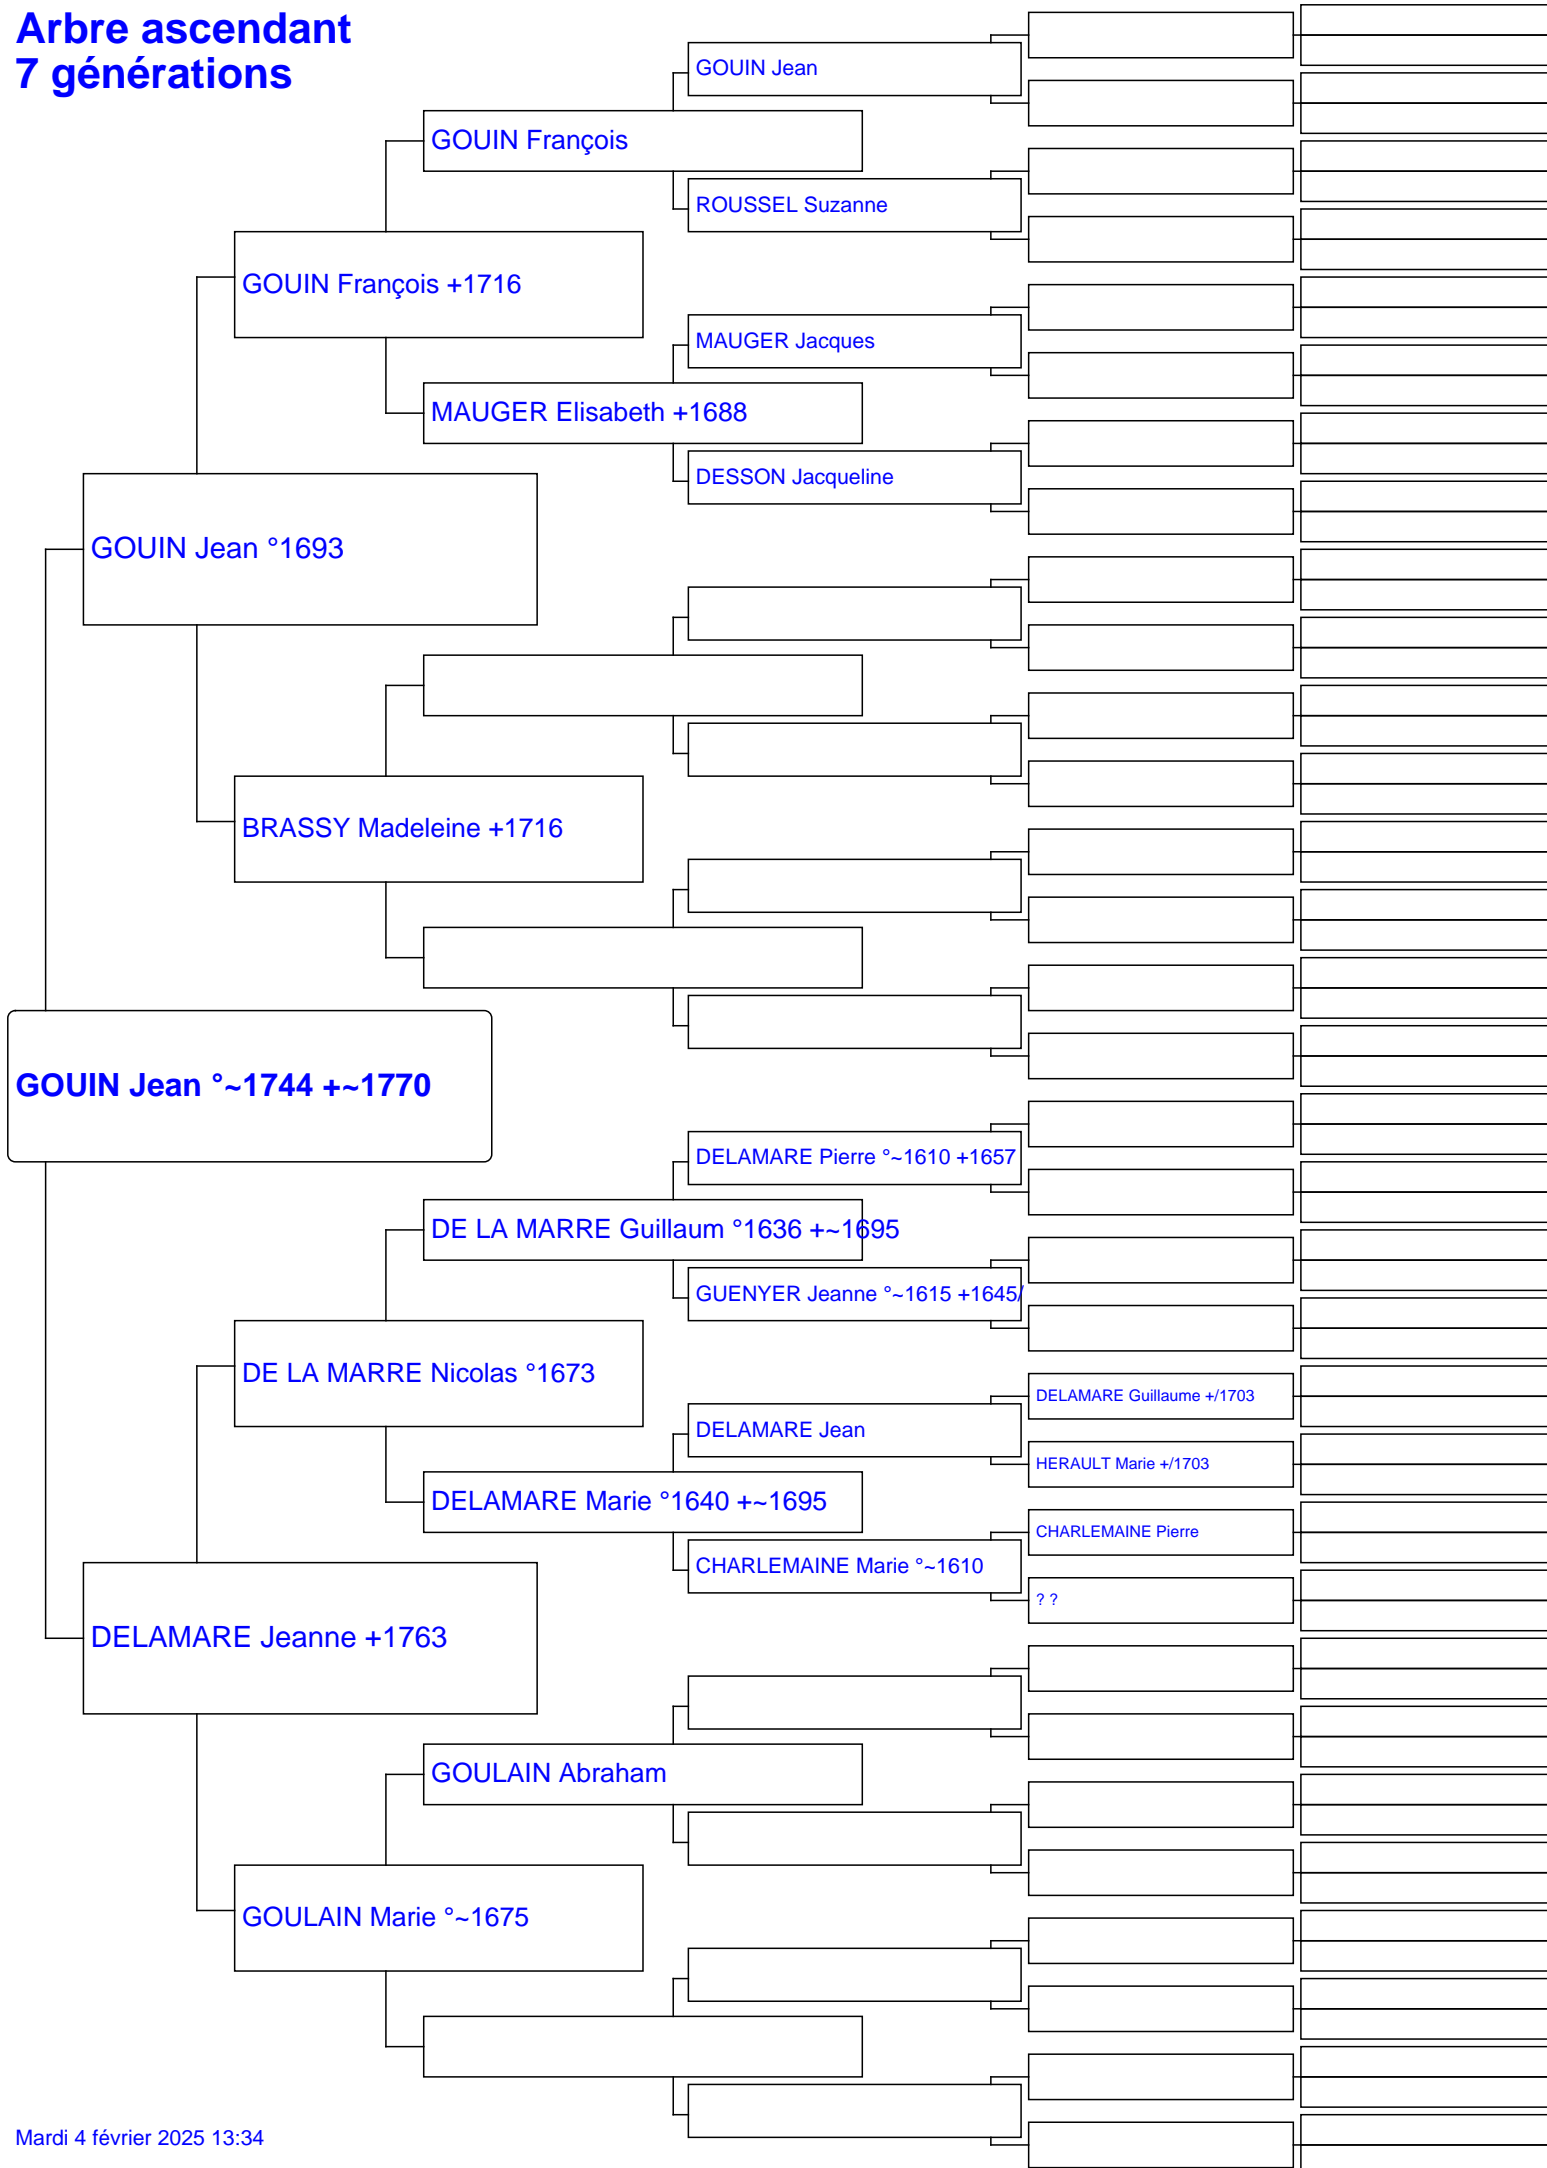 Arbre ascendant
7 générations
GOUIN Jean
GOUIN François
ROUSSEL Suzanne
GOUIN François +1716
MAUGER Jacques
MAUGER Elisabeth +1688
DESSON Jacqueline
GOUIN Jean °1693
BRASSY Madeleine +1716
GOUIN Jean °~1744 +~1770
DELAMARE Pierre °~1610 +1657
DE LA MARRE Guillaum °1636 +~1695
GUENYER Jeanne °~1615 +1645/
DE LA MARRE Nicolas °1673
DELAMARE Guillaume +/1703
DELAMARE Jean
HERAULT Marie +/1703
DELAMARE Marie °1640 +~1695
CHARLEMAINE Pierre
CHARLEMAINE Marie °~1610
? ?
DELAMARE Jeanne +1763
GOULAIN Abraham
GOULAIN Marie °~1675
Mardi 4 février 2025 13:34